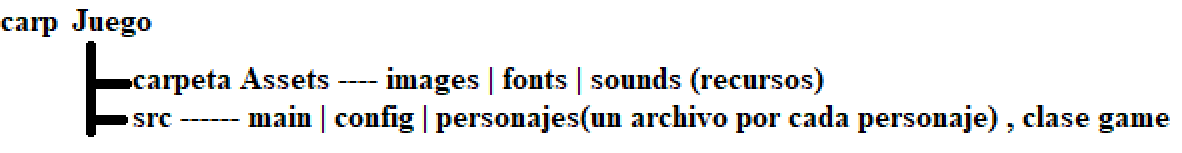 carp Juego
carpeta Assets ---- images | fonts | sounds (recursos)
src ------ main | config | personajes(un archivo por cada personaje) , clase game